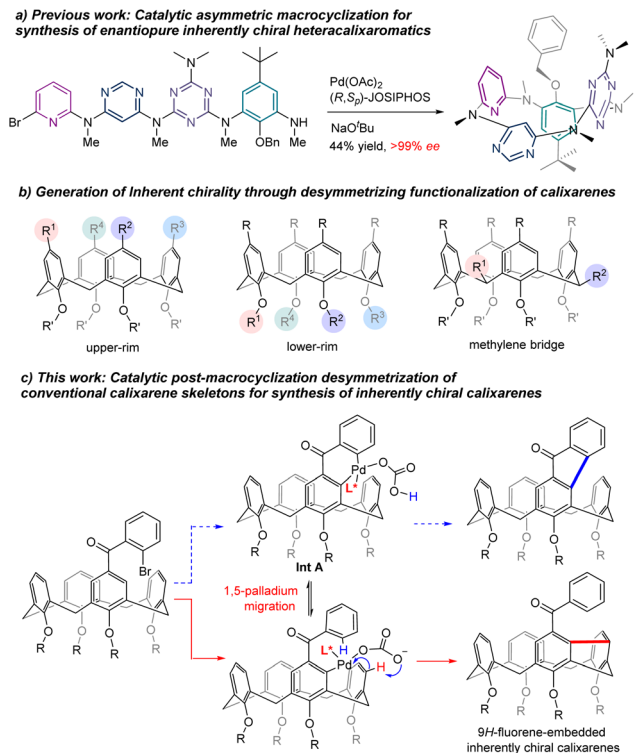 a) Previous work: Catalytic asymmetric macrocyclization for
synthesis of enantiopure inherently chiral heteracalixaromatics
Br N N Me N N N Me N N N N N Me OBn NH Me
Pd(OAc)2
(R,Sp)-JOSIPHOS
NaOtBu
44% yield, >99% ee
N N O N N N N N N N N
b) Generation of Inherent chirality through desymmetrizing functionalization of calixarenes
R1 R4 R2 R3
O O O O
R' R' R' R'
upper-rim
R R R R
O O O O
R1 R4 R2 R3
lower-rim
R R R R
R1 R2
O O O O
R' R' R' R'
methylene bridge
c) This work: Catalytic post-macrocyclization desymmetrization of
conventional calixarene skeletons for synthesis of inherently chiral calixarenes
O Br
O O O O
R R R R
O Pd O O
L* O H
O O O O
R R R R
Int A
1,5-palladium
migration
O H O O–
L* Pd O H
O O O O
R R R R
O
O O O O
R R R R
O
O O O O
R R R R
9H-fluorene-embedded
inherently chiral calixarenes